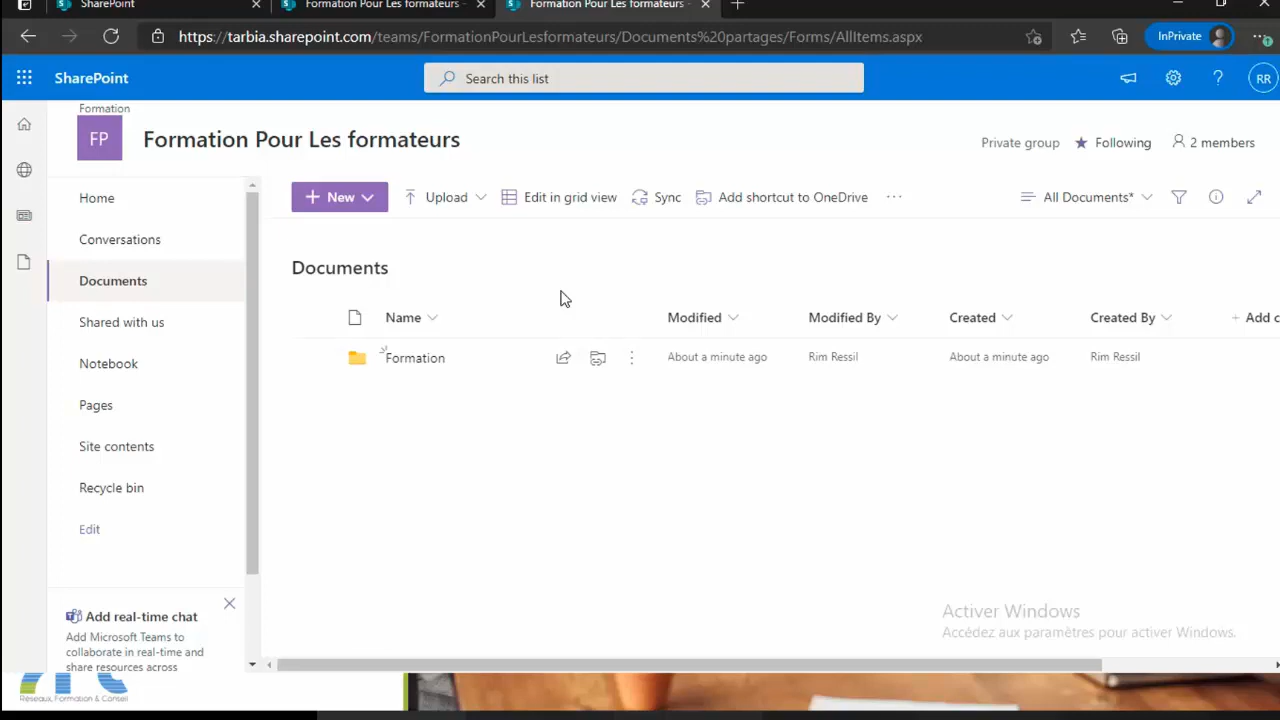 SharePoint
Formation Pour Les formateurs -
Formation Pour Les formateurs -
https://tarbia.sharepoint.com/teams/FormationPourLesformateurs/Documents%20partages/Forms/AllItems.aspx
InPrivate
SharePoint
Search this list
?
RR
Formation
FP
Formation Pour Les formateurs
Private group
Following
2 members
+ New
Upload
Edit in grid view
Sync
Add shortcut to OneDrive
...
All Documents*
Home
Conversations
Documents
Shared with us
Notebook
Pages
Site contents
Recycle bin
Edit
Documents
Name
Modified
Modified By
Created
Created By
+ Add c
Formation
About a minute ago
Rim Ressil
About a minute ago
Rim Ressil
Add real-time chat
Add Microsoft Teams to
collaborate in real-time and
share resources across
Activer Windows
Accédez aux paramètres pour activer Windows.
Réseaux, Formation & Conseil